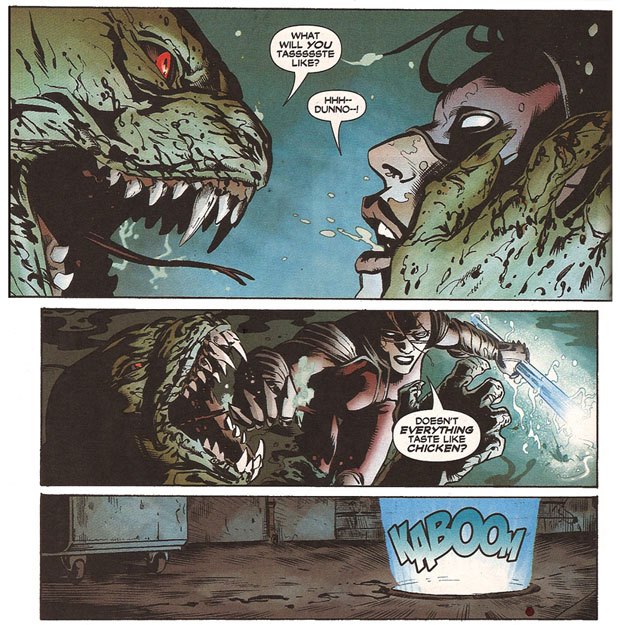 WHAT
WILL YOU
TASSSSSTE
LIKE?
HHH--
DUNNO--!
DOESN'T
EVERYTHING
TASTE LIKE
CHICKEN?
KABOOM